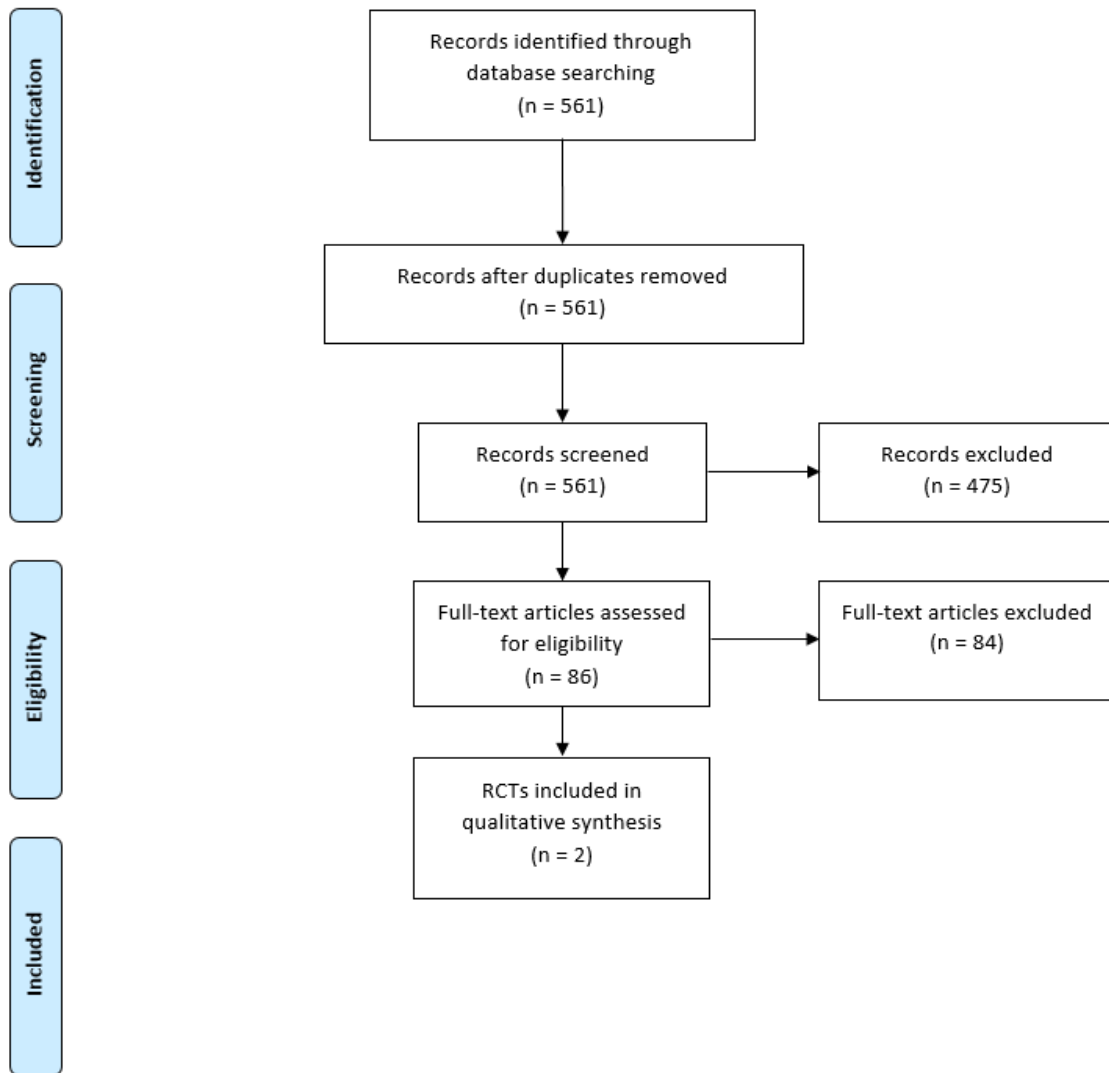 Identification
Records identified through
database searching
(n = 561)
Records after duplicates removed
(n = 561)
Screening
Records screened
(n = 561)
Records excluded
(n = 475)
Eligibility
Full-text articles assessed
for eligibility
(n = 86)
Full-text articles excluded
(n = 84)
RCTs included in
qualitative synthesis
(n = 2)
Included